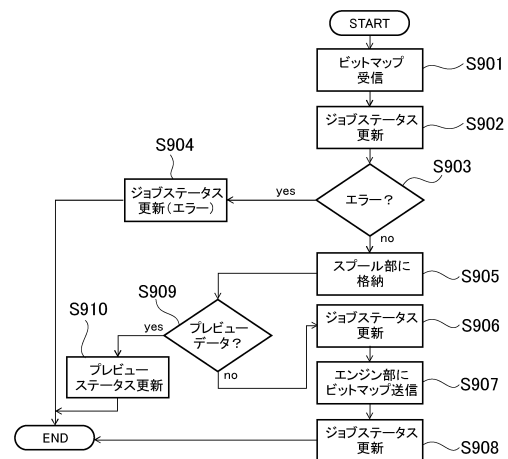 START
ビットマップ
受信
S901
ジョブステータス
更新
S902
S903
エラー?
yes
no
S904
ジョブステータス
更新(エラー)
スプール部に
格納
S905
S909
プレビュー
データ?
yes
no
S910
プレビュー
ステータス更新
ジョブステータス
更新
S906
エンジン部に
ビットマップ送信
S907
ジョブステータス
更新
S908
END